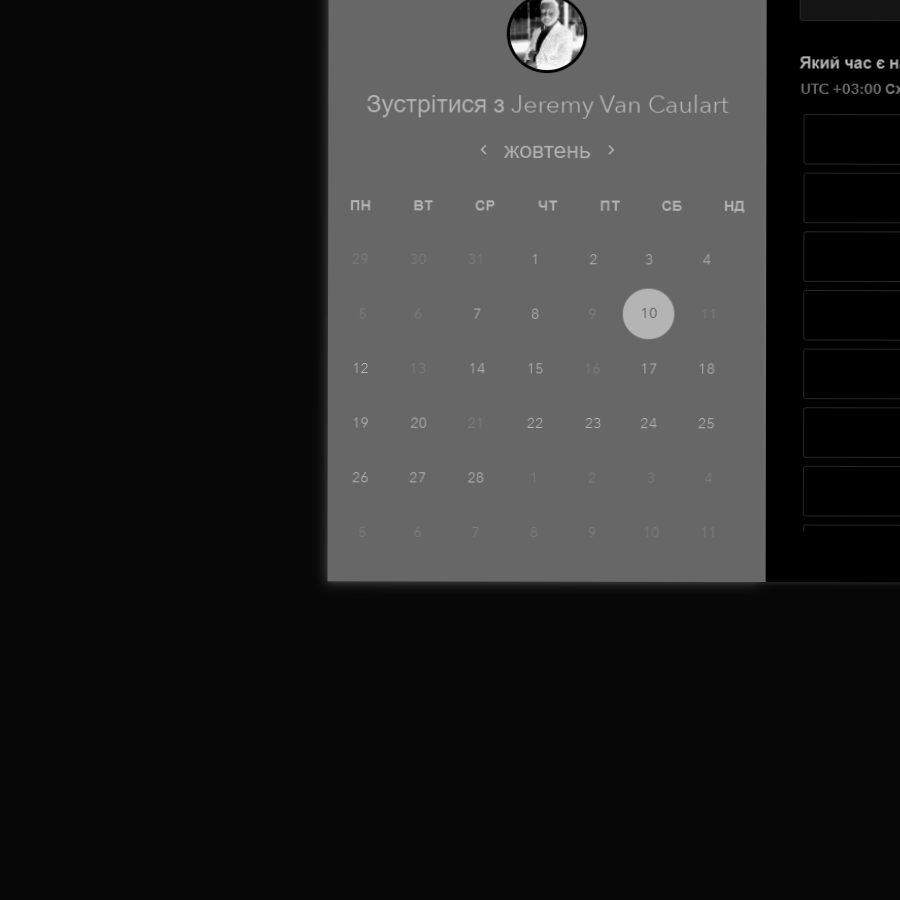 Зустрітися з Jeremy Van Caulart
жовтень
ПН ВТ СР ЧТ ПТ СБ НД
29 30 31 1 2 3 4
5 6 7 8 9 10 11
12 13 14 15 16 17 18
19 20 21 22 23 24 25
26 27 28 1 2 3 4
5 6 7 8 9 10 11
Який час є
UTC +03:00